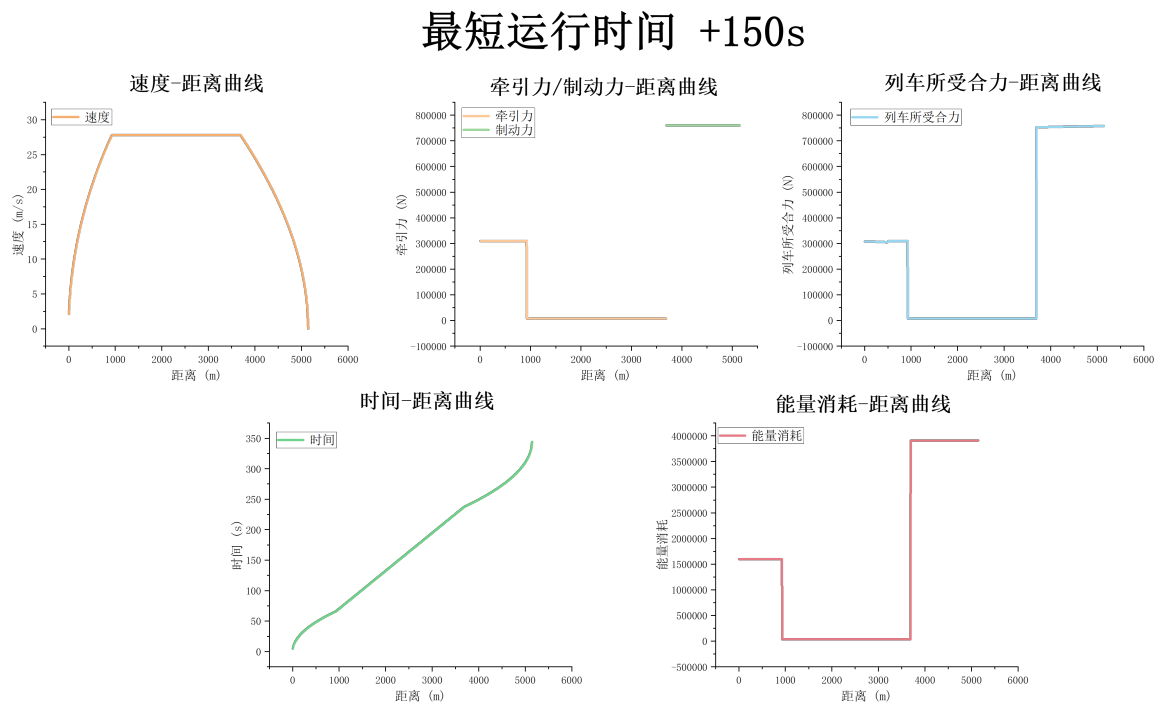 最短运行时间 +150s
速度-距离曲线
速度
速度 (m/s)
30
25
20
15
10
5
0
0 1000 2000 3000 4000 5000 6000
距离 (m)
牵引力/制动力-距离曲线
牵引力
制动力
牵引力 (N)
800000
700000
600000
500000
400000
300000
200000
100000
0
-100000
0 1000 2000 3000 4000 5000
距离 (m)
列车所受合力-距离曲线
列车所受合力
列车所受合力 (N)
800000
700000
600000
500000
400000
300000
200000
100000
0
-100000
0 1000 2000 3000 4000 5000 6000
距离 (m)
时间-距离曲线
时间
时间 (s)
350
300
250
200
150
100
50
0
0 1000 2000 3000 4000 5000 6000
距离 (m)
能量消耗-距离曲线
能量消耗
能量消耗
4000000
3500000
3000000
2500000
2000000
1500000
1000000
500000
0
-500000
0 1000 2000 3000 4000 5000 6000
距离 (m)